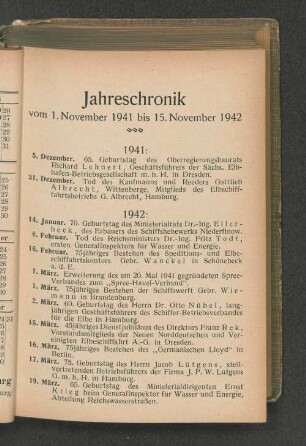 Jahreschronik
vom 1. November 1941 bis 15. November 1942
1941:
5. Dezember. 65. Geburtstag des Oberregierungsbaurats
Richard Lehnert, Geschäftsführers der Sächs. Elb-
hafen-Betriebsgesellschaft m. b. H. in Dresden.
31. Dezember. Tod des Kaufmanns und Reeders Gottlieb
Albrecht, Wittenberge, Mitglieds des Elbschiff-
fahrtsbetriebs G. Albrecht, Hamburg.
1942:
14. Januar. 70. Geburtstag des Ministerialrats Dr.-Ing. Eller-
beck, des Erbauers des Schiffshebewerks Niederfinow.
8. Februar. Tod des Reichsministers Dr.-Ing. Fritz Todt,
ersten Generalinspektors für Wasser und Energie.
16. Februar. 75jähriges Bestehen des Speditions- und Elbe-
schiffahrtskontors Gebr. Wanckel in Schönebeck
a. d. E.
1. März. Erweiterung des am 20. Mai 1941 gegründeten Spree-
Verbandes zum „Spree-Havel-Verbund".
1. März. 75jähriges Bestehen der Schiffswerft Gebr. Wie-
mann in Brandenburg.
2. März. 60. Geburtstag des Herrn Dr. Otto Nübel, lang-
jährigen Geschäftsführers des Schiffer-Betriebsverbandes
für die Elbe in Hamburg.
15. März. 45jähriges Dienstjubiläum des Direktors Franz Rek,
Vorstandsmitglieds der Neuen Norddeutschen und Ver-
einigten Elbeschiffahrt A.-G. in Dresden.
16. März. 75jähriges Bestehen des „Germanischen Lloyd" in
Berlin.
17. März. 75. Geburtstag des Herrn Jacob Lütgens, stell-
vertretenden Betriebsführers der Firma J. P. W. Lütgens
G. m. b. H. in Hamburg.
19. März. 65. Geburtstag des Ministerialdirigenten Ernst
Krieg beim Generalinspektor für Wasser und Energie,
Abteilung Reichswasserstraßen.